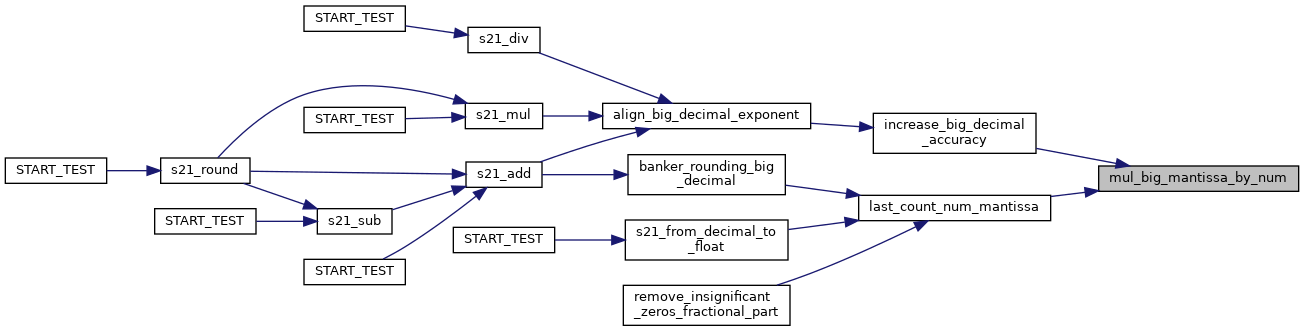 START_TEST
s21_div
s21_mul
START_TEST
align_big_decimal_exponent
increase_big_decimal
_accuracy
START_TEST
s21_round
s21_add
banker_rounding_big
_decimal
mul_big_mantissa_by_num
last_count_num_mantissa
START_TEST
s21_sub
START_TEST
s21_from_decimal_to
_float
START_TEST
remove_insignificant
_zeros_fractional_part